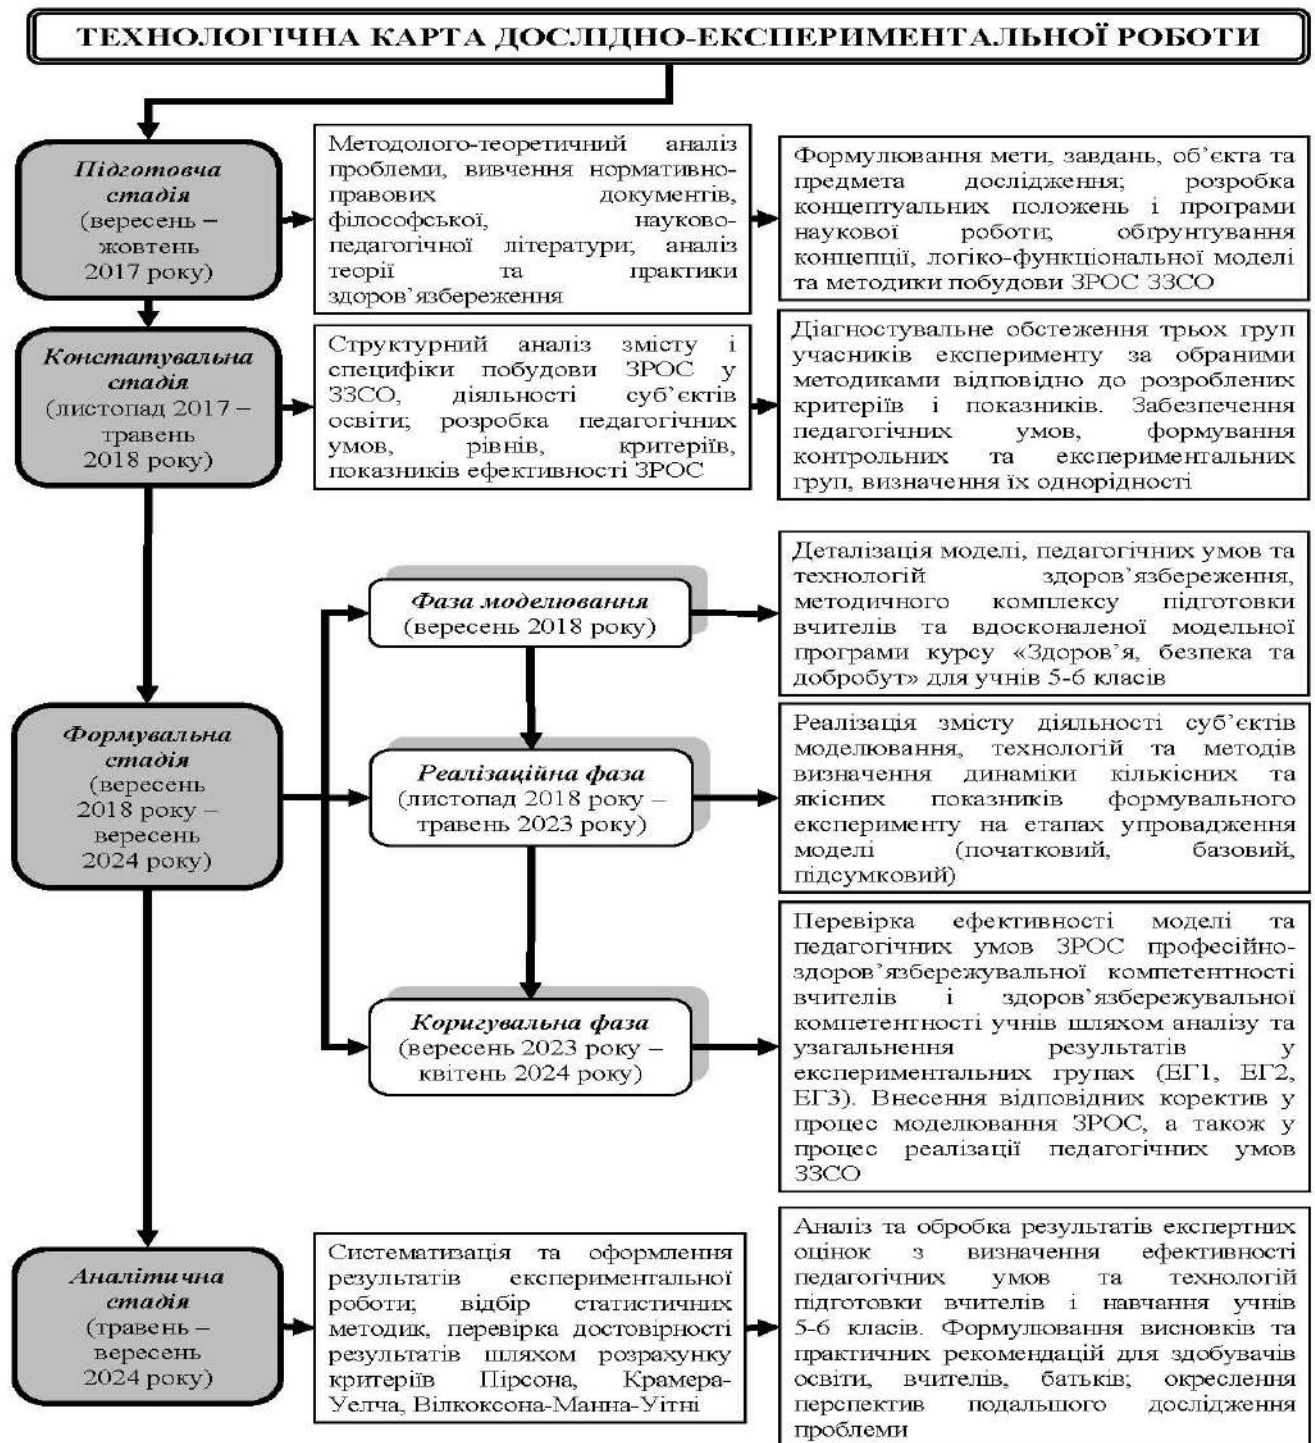 ТЕХНОЛОГІЧНА КАРТА ДОСЛІДНО-ЕКСПЕРИМЕНТАЛЬНОЇ РОБОТИ
Підготовча
стадія
(вересень –
жовтень
2017 року)
Методолого-теоретичний аналіз
проблеми, вивчення нормативно-
правових документів,
філософської, науково-
педагогічної літератури; аналіз
теорії та практики
здоров’язбереження
Формулювання мети, завдань, об’єкта та
предмета дослідження; розробка
концептуальних положень і програми
наукової роботи; обґрунтування
концепції, логіко-функціональної моделі
та методики побудови ЗРОС ЗЗСО
Констатувальна
стадія
(листопад 2017 –
травень
2018 року)
Структурний аналіз змісту і
специфіки побудови ЗРОС у
ЗЗСО, діяльності суб’єктів
освіти; розробка педагогічних
умов, рівнів, критеріїв,
показників ефективності ЗРОС
Діагностувальне обстеження трьох груп
учасників експерименту за обраними
методиками відповідно до розроблених
критеріїв і показників. Забезпечення
педагогічних умов, формування
контрольних та експериментальних
груп, визначення їх однорідності
Формувальна
стадія
(вересень
2018 року –
вересень
2024 року)
Фаза моделювання
(вересень 2018 року)
Деталізація моделі, педагогічних умов та
технологій здоров’язбереження,
методичного комплексу підготовки
вчителів та вдосконаленої модельної
програми курсу «Здоров’я, безпека та
добробут» для учнів 5-6 класів
Реалізаційна фаза
(листопад 2018 року –
травень 2023 року)
Реалізація змісту діяльності суб’єктів
моделювання, технологій та методів
визначення динаміки кількісних та
якісних показників формувального
експерименту на етапах упровадження
моделі (початковий, базовий,
підсумковий)
Коригувальна фаза
(вересень 2023 року –
квітень 2024 року)
Перевірка ефективності моделі та
педагогічних умов ЗРОС професійно-
здоров’язбережувальної компетентності
вчителів і здоров’язбережувальної
компетентності учнів шляхом аналізу та
узагальнення результатів у
експериментальних групах (ЕГ1, ЕГ2,
ЕГ3). Внесення відповідних коректив у
процес моделювання ЗРОС, а також у
процес реалізації педагогічних умов
ЗЗСО
Аналітична
стадія
(травень –
вересень
2024 року)
Системативація та оформлення
результатів експериментальної
роботи; відбір статистичних
методик, перевірка достовірності
результатів шляхом розрахунку
критеріїв Пірсона, Крамера-
Уелча, Вілкоксона-Манна-Уітні
Аналіз та обробка результатів експертних
оцінок з визначення ефективності
педагогічних умов та технологій
підготовки вчителів і навчання учнів
5-6 класів. Формулювання висновків та
практичних рекомендацій для здобувачів
освіти, вчителів, батьків; окреслення
перспектив подальшого дослідження
проблеми